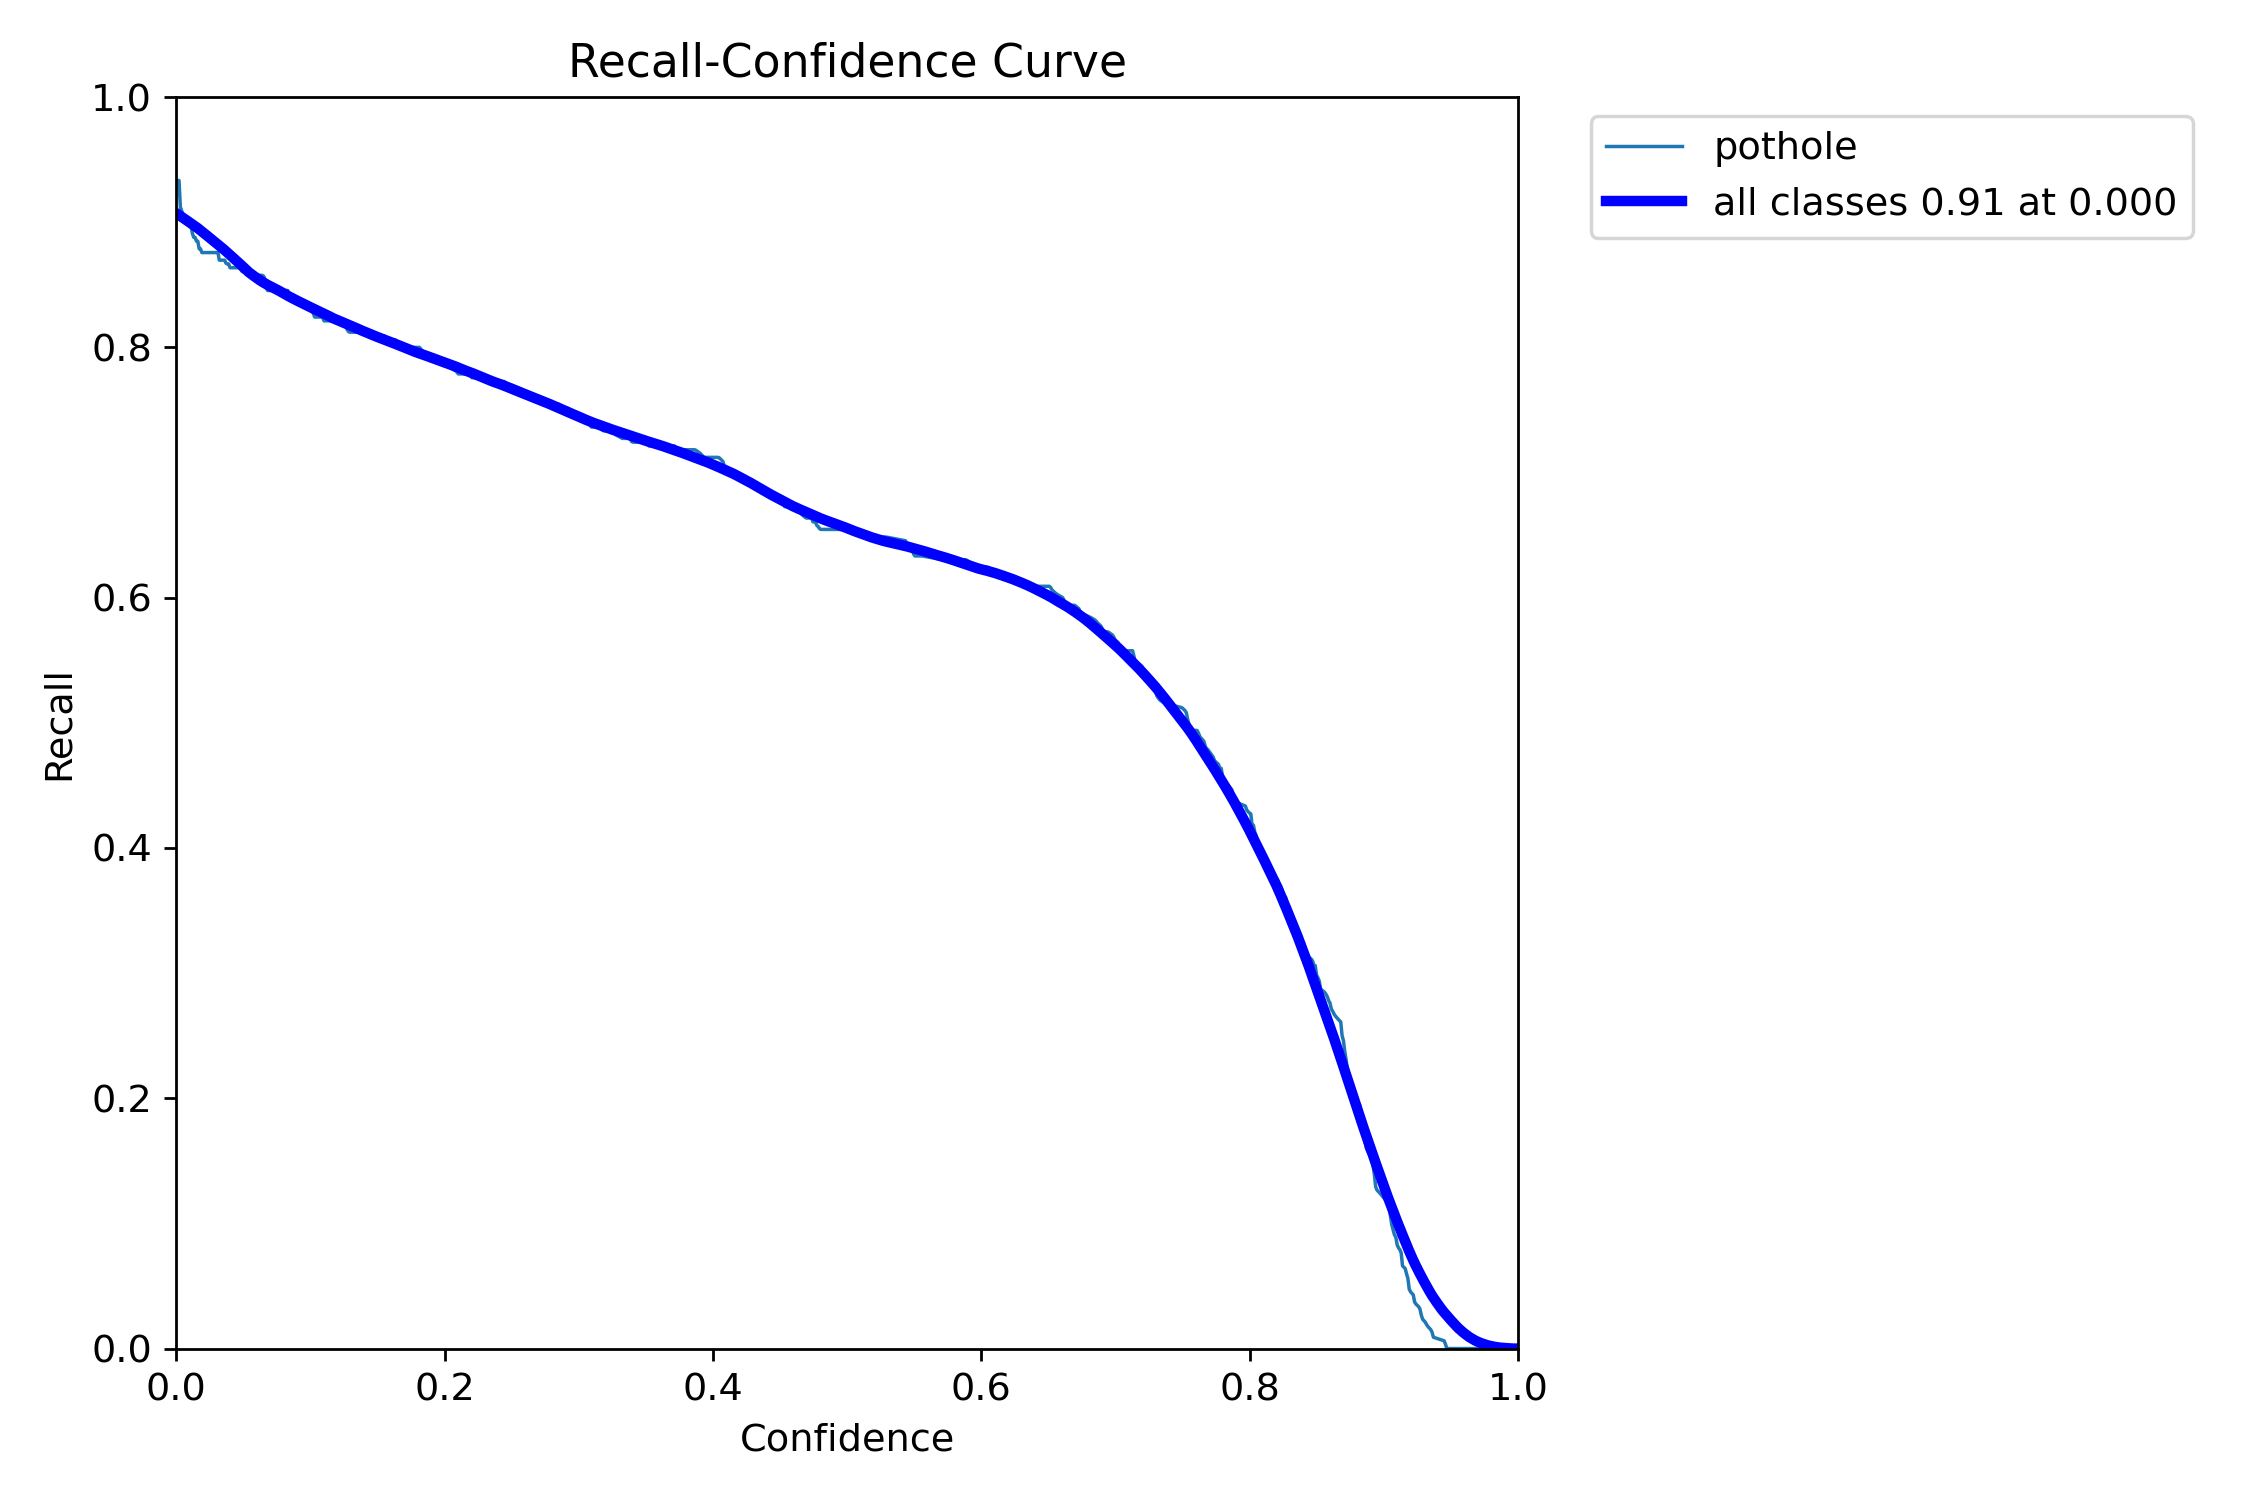 Recall-Confidence Curve
pothole
all classes 0.91 at 0.000
1.0
0.8
0.6
0.4
0.2
0.0
Recall
0.0 0.2 0.4 0.6 0.8 1.0
Confidence